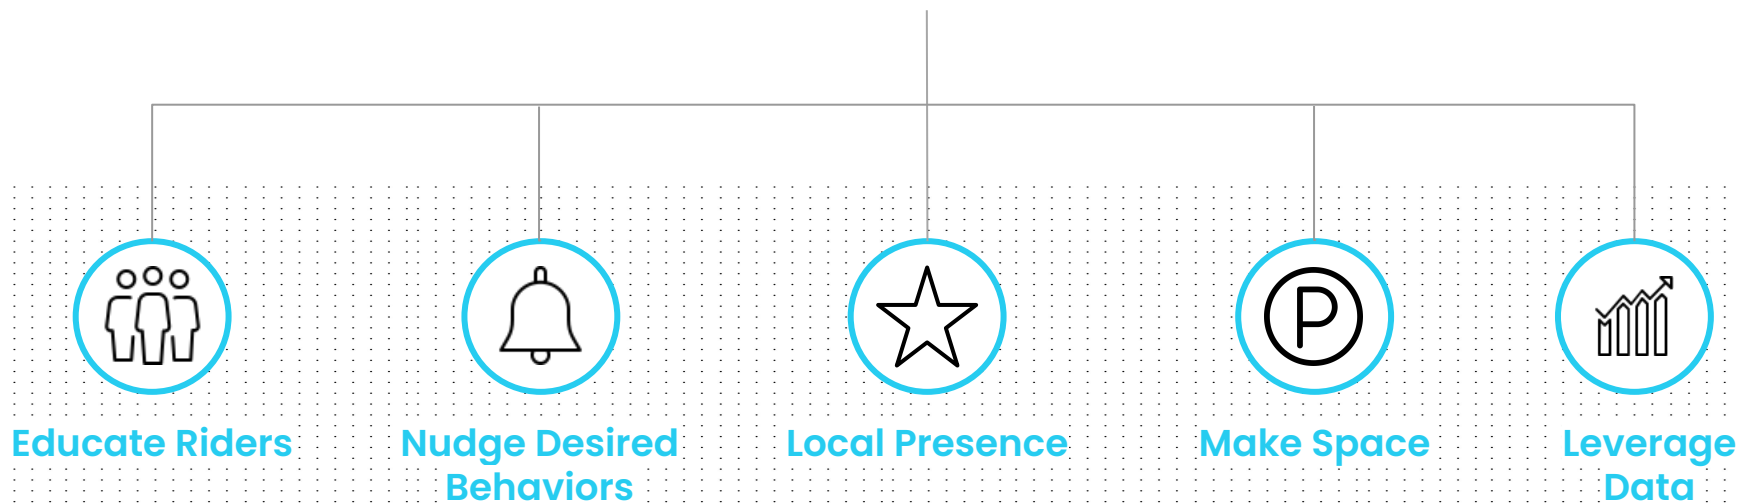 P
Educate Riders
Nudge Desired
Behaviors
Local Presence
Make Space
Leverage
Data